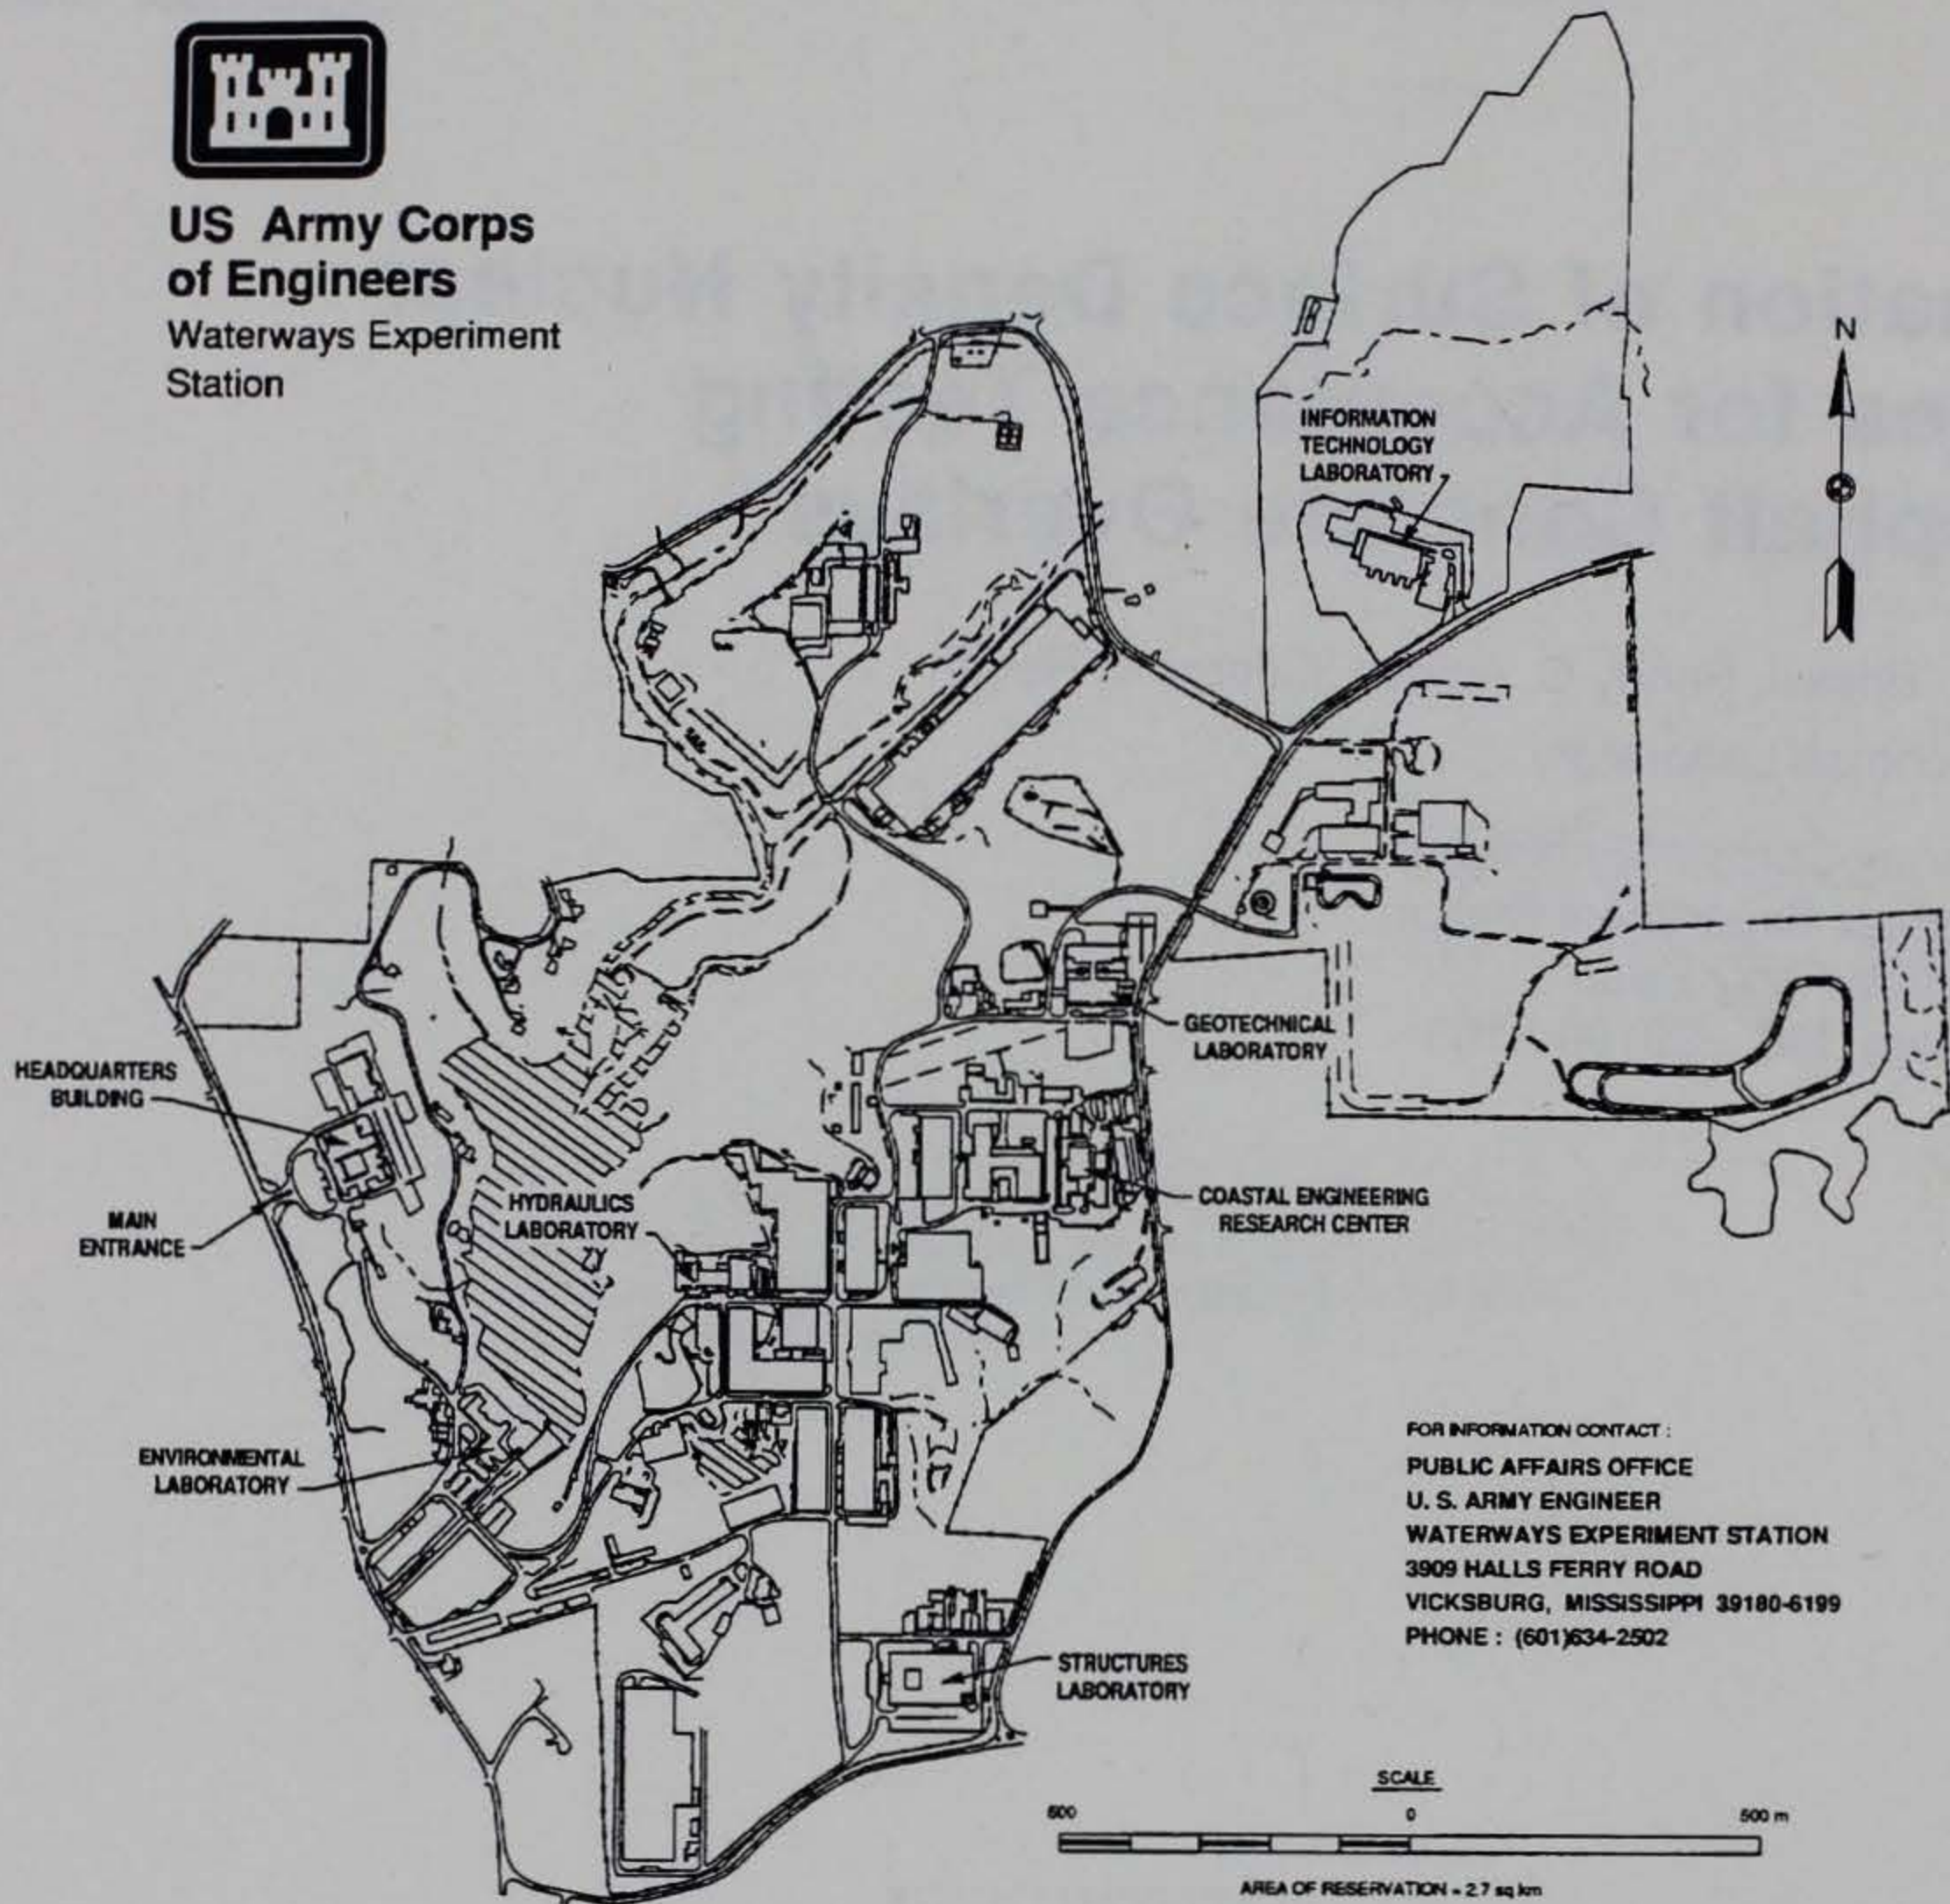 US Army Corps
of Engineers
Waterways Experiment
Station
N
INFORMATION
TECHNOLOGY
LABORATORY
HEADQUARTERS
BUILDING
GEOTECHNICAL
LABORATORY
MAIN
ENTRANCE
HYDRAULICS
LABORATORY
COASTAL ENGINEERING
RESEARCH CENTER
ENVIRONMENTAL
LABORATORY
STRUCTURES
LABORATORY
FOR INFORMATION CONTACT :
PUBLIC AFFAIRS OFFICE
U. S. ARMY ENGINEER
WATERWAYS EXPERIMENT STATION
3909 HALLS FERRY ROAD
VICKSBURG, MISSISSIPPI 39180-6199
PHONE : (601)634-2502
SCALE
500 0 500 m
AREA OF RESERVATION = 2.7 sq km